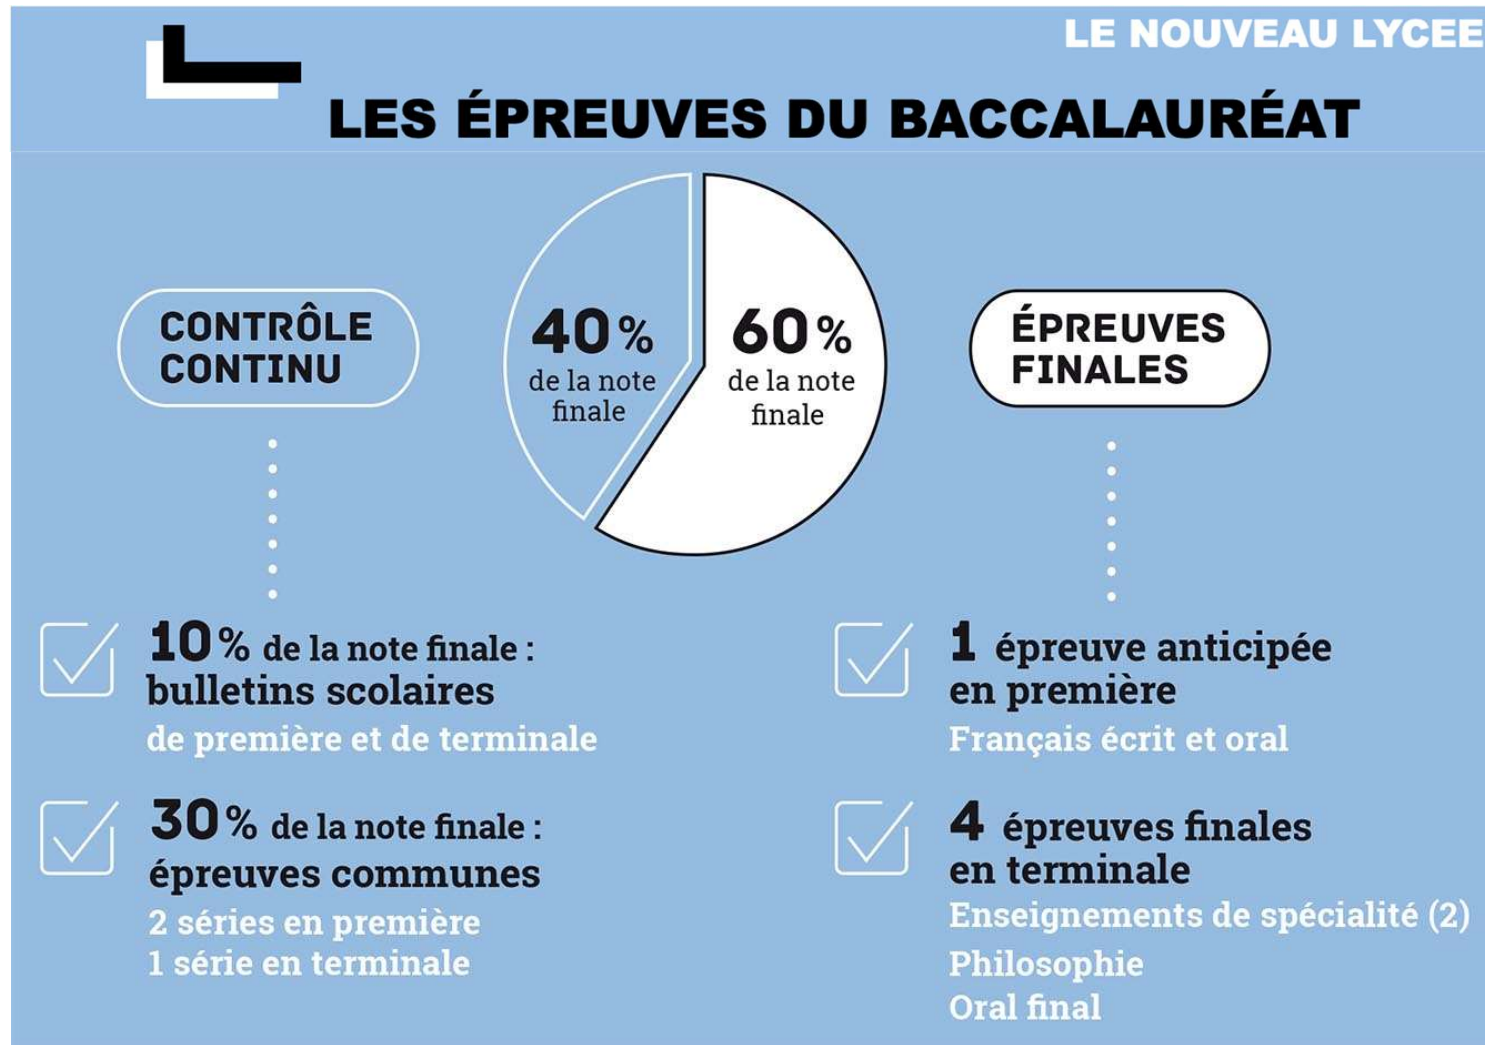 LE NOUVEAU LYCEE
LES ÉPREUVES DU BACCALAURÉAT
CONTRÔLE
CONTINU
40%
de la note
finale
60%
de la note
finale
ÉPREUVES
FINALES
10% de la note finale :
bulletins scolaires
de première et de terminale
30% de la note finale :
épreuves communes
2 séries en première
1 série en terminale
1 épreuve anticipée
en première
Français écrit et oral
4 épreuves finales
en terminale
Enseignements de spécialité (2)
Philosophie
Oral final